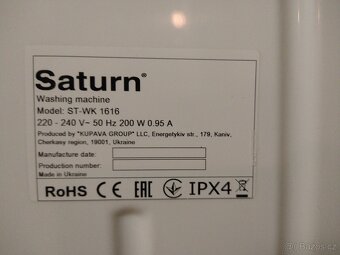 Saturn®
Washing machine
Model: ST-WK 1616
220 - 240 V~ 50 Hz 200 W 0.95 A
Produced by "KUPAVA GROUP" LLC, Energetykiv str., 179, Kaniv,
Cherkasy region, 19001, Ukraine
Manufacture date:
Production number:
Made in Ukraine
RoHS CE EAC IPX4
© Bazos.cz